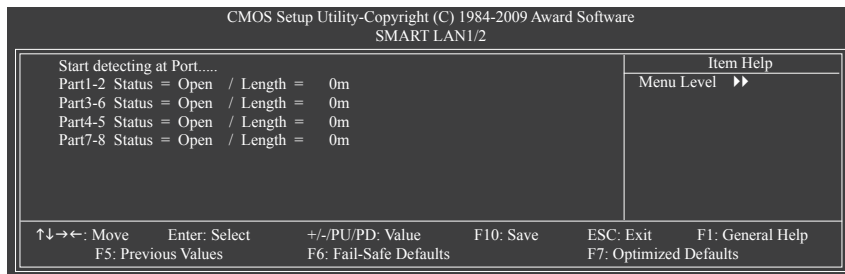 CMOS Setup Utility-Copyright (C) 1984-2009 Award Software
SMART LAN1/2
Start detecting at Port.....
Part1-2 Status = Open / Length = 0m
Part3-6 Status = Open / Length = 0m
Part4-5 Status = Open / Length = 0m
Part7-8 Status = Open / Length = 0m
Item Help
Menu Level ▶▶
↑↓→←: Move Enter: Select +/-/PU/PD: Value F10: Save ESC: Exit F1: General Help
F5: Previous Values F6: Fail-Safe Defaults F7: Optimized Defaults